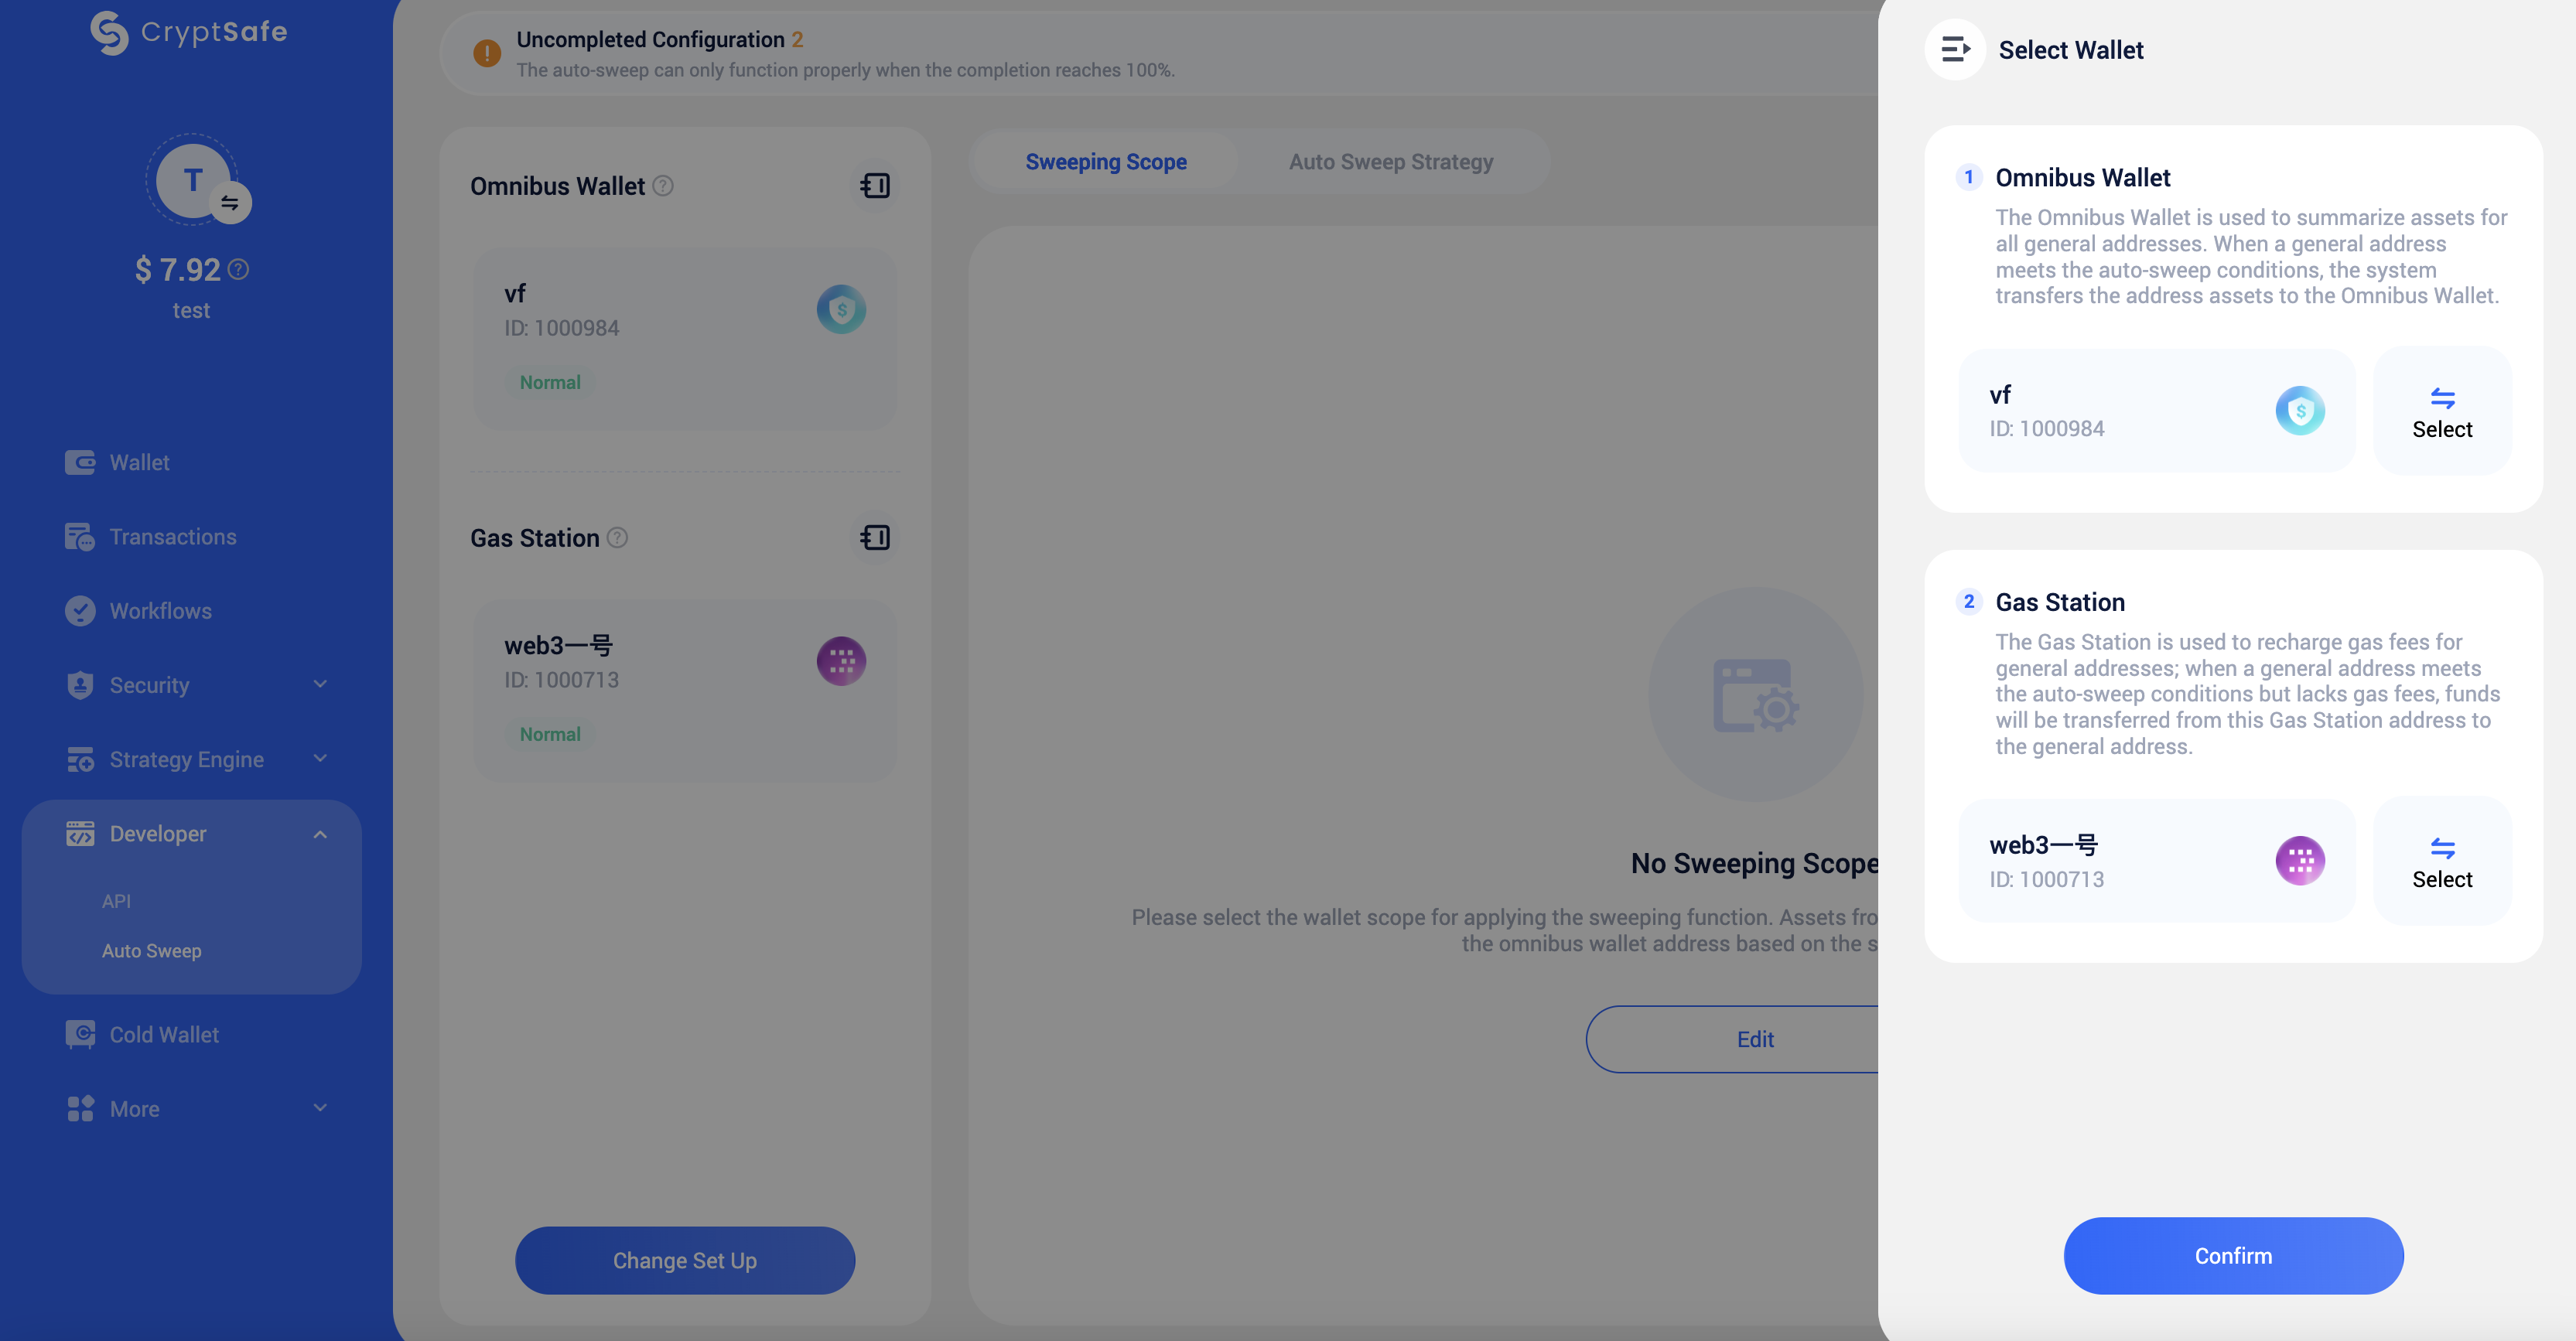 CryptSafe
T
$ 7.92
test
Wallet
Transactions
Workflows
Security
Strategy Engine
Developer
API
Auto Sweep
Cold Wallet
More
Uncompleted Configuration 2
The auto-sweep can only function properly when the completion reaches 100%.
Omnibus Wallet
vf
ID: 1000984
Normal
Gas Station
web3一号
ID: 1000713
Normal
Change Set Up
Sweeping Scope
Auto Sweep Strategy
No Sweeping Scope
Please select the wallet scope for applying the sweeping function. Assets
the omnibus wallet address based on the
Edit
Select Wallet
1 Omnibus Wallet
The Omnibus Wallet is used to summarize assets for
all general addresses. When a general address
meets the auto-sweep conditions, the system
transfers the address assets to the Omnibus Wallet.
vf
ID: 1000984
Select
2 Gas Station
The Gas Station is used to recharge gas fees for
general addresses; when a general address meets
the auto-sweep conditions but lacks gas fees, funds
will be transferred from this Gas Station address to
the general address.
web3一号
ID: 1000713
Select
Confirm